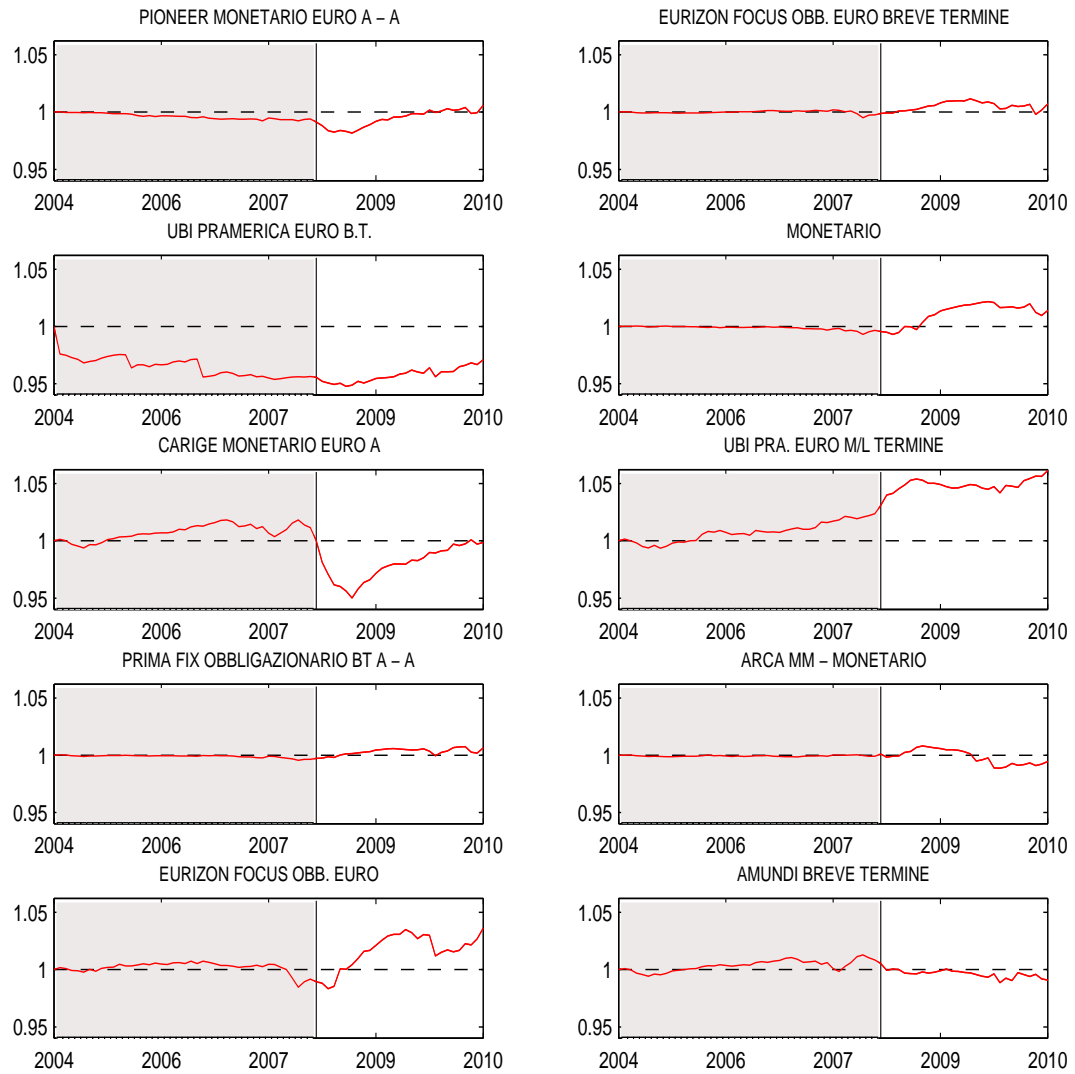 PIONEER MONETARIO EURO A – A
1.05
1
0.95
2004 2006 2007 2009 2010
EURIZON FOCUS OBB. EURO BREVE TERMINE
1.05
1
0.95
2004 2006 2007 2009 2010
UBI PRAMERICA EURO B.T.
1.05
1
0.95
2004 2006 2007 2009 2010
MONETARIO
1.05
1
0.95
2004 2006 2007 2009 2010
CARIGE MONETARIO EURO A
1.05
1
0.95
2004 2006 2007 2009 2010
UBI PRA. EURO M/L TERMINE
1.05
1
0.95
2004 2006 2007 2009 2010
PRIMA FIX OBBLIGAZIONARIO BT A – A
1.05
1
0.95
2004 2006 2007 2009 2010
ARCA MM – MONETARIO
1.05
1
0.95
2004 2006 2007 2009 2010
EURIZON FOCUS OBB. EURO
1.05
1
0.95
2004 2006 2007 2009 2010
AMUNDI BREVE TERMINE
1.05
1
0.95
2004 2006 2007 2009 2010